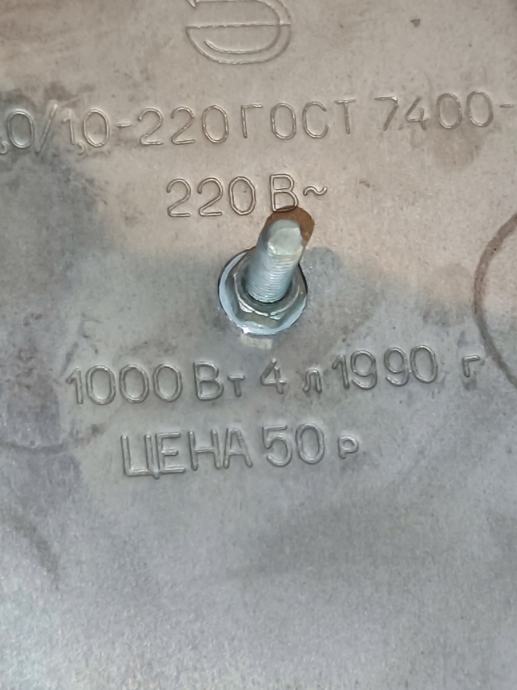 ,0/1,0-220 ГОСТ 7400-
220 В~
1000 Вт 4 л 1990 г
ЦЕНА 50 р